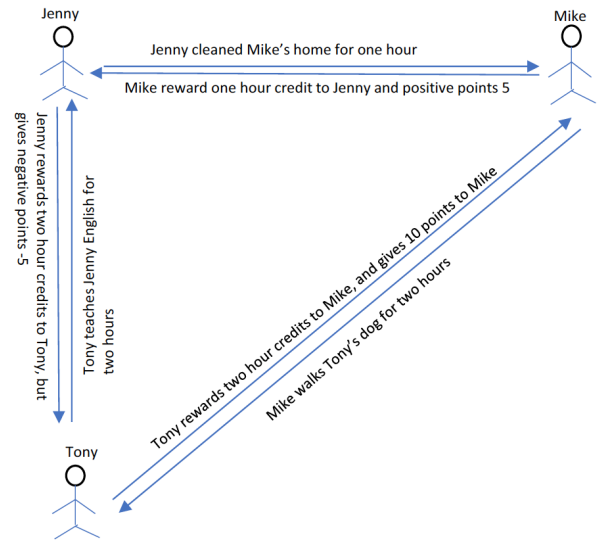 Jenny
Mike
Jenny cleaned Mike's home for one hour
Mike reward one hour credit to Jenny and positive points 5
Jenny rewards two hour credits to Tony, but
gives negative points -5
Tony teaches Jenny English for
two hours
Tony rewards two hour credits to Mike, and gives 10 points to Mike
Mike walks Tony's dog for two hours
Tony